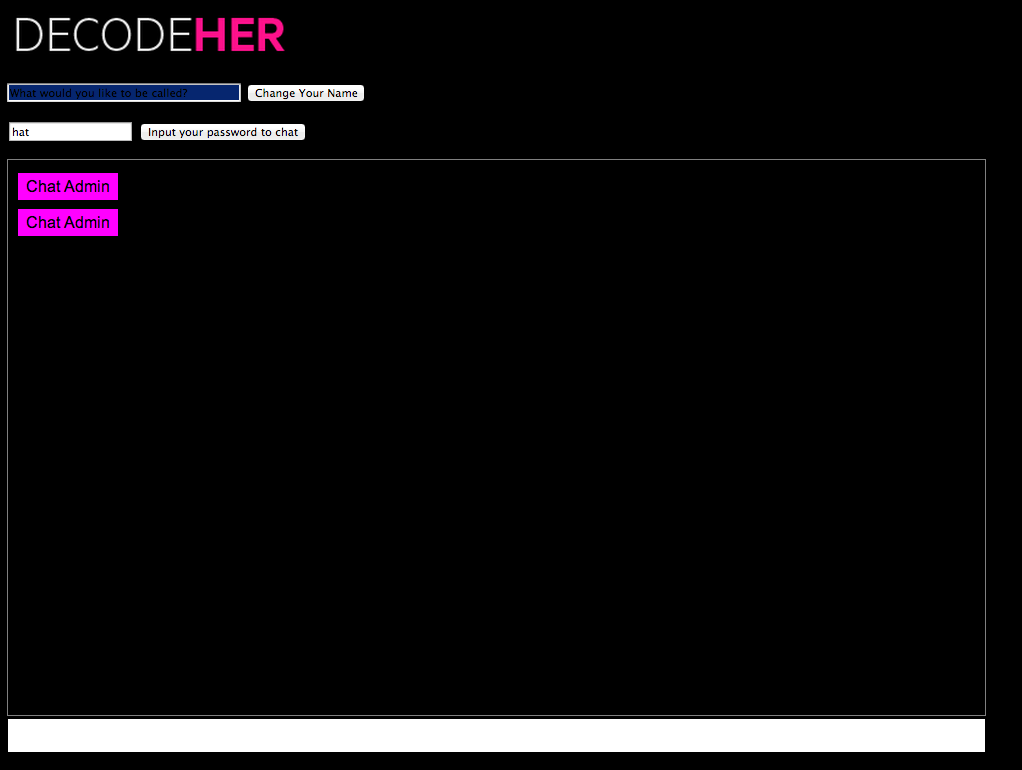 DECODEHER
What would you like to be called? Change Your Name
hat Input your password to chat
Chat Admin
Chat Admin